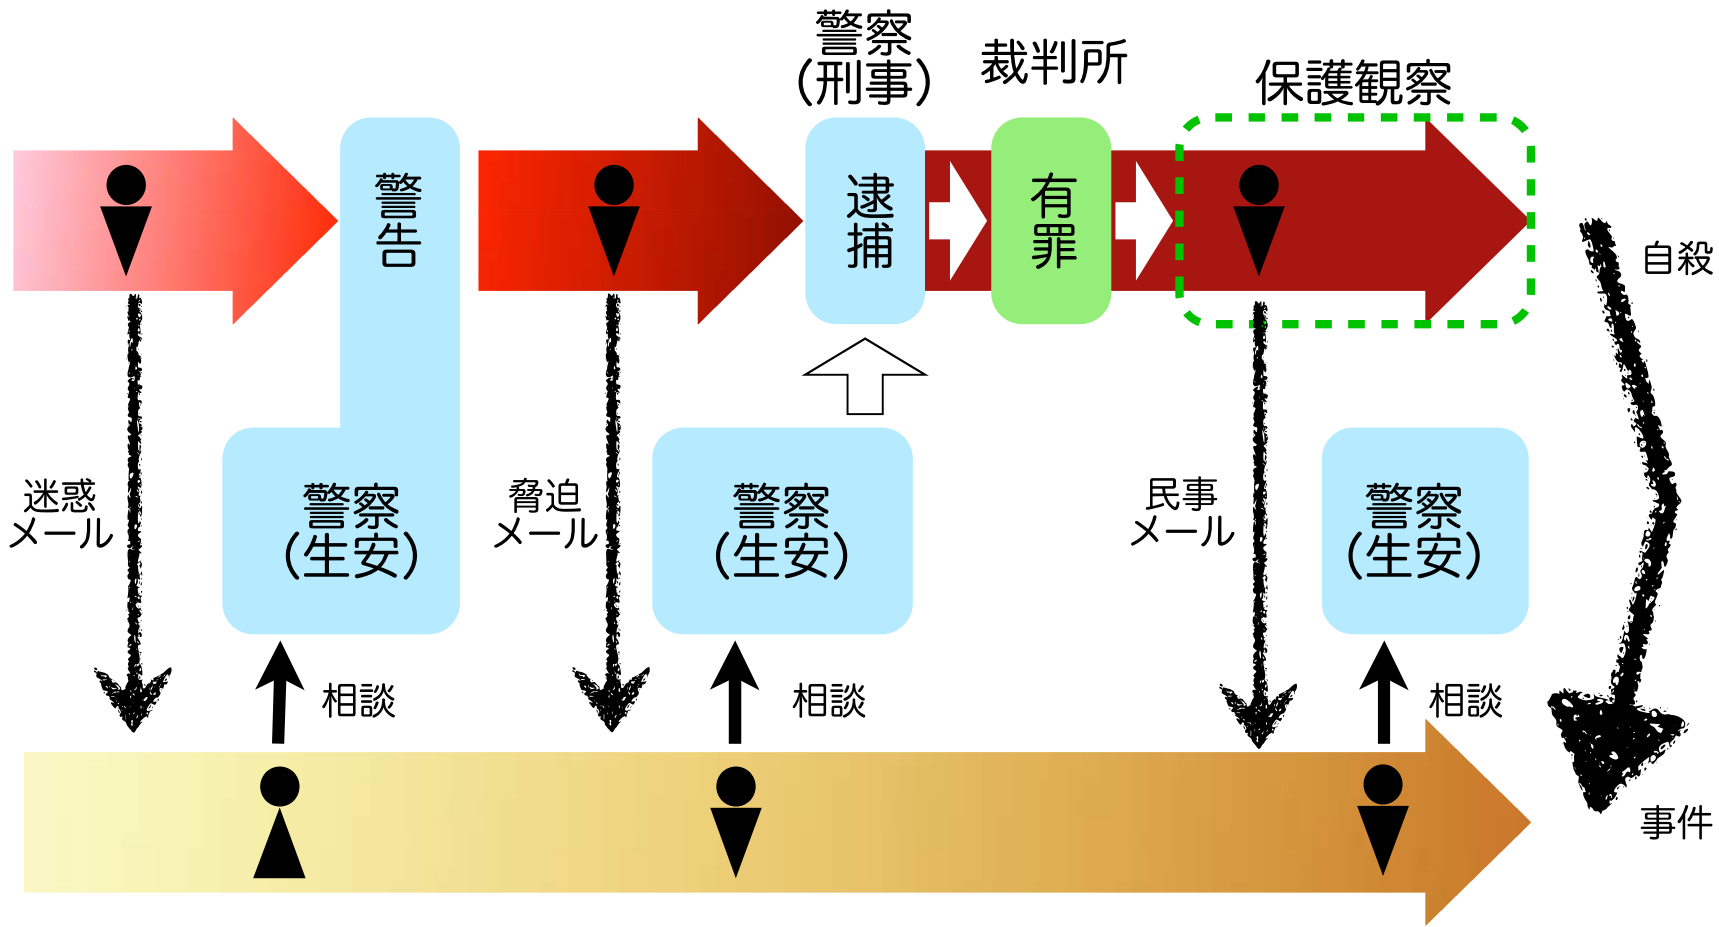 警察
(刑事)
裁判所
保護観察
警
告
逮
捕
有
罪
自殺
迷惑
メール
警察
(生安)
脅迫
メール
警察
(生安)
民事
メール
警察
(生安)
相談
相談
相談
事件